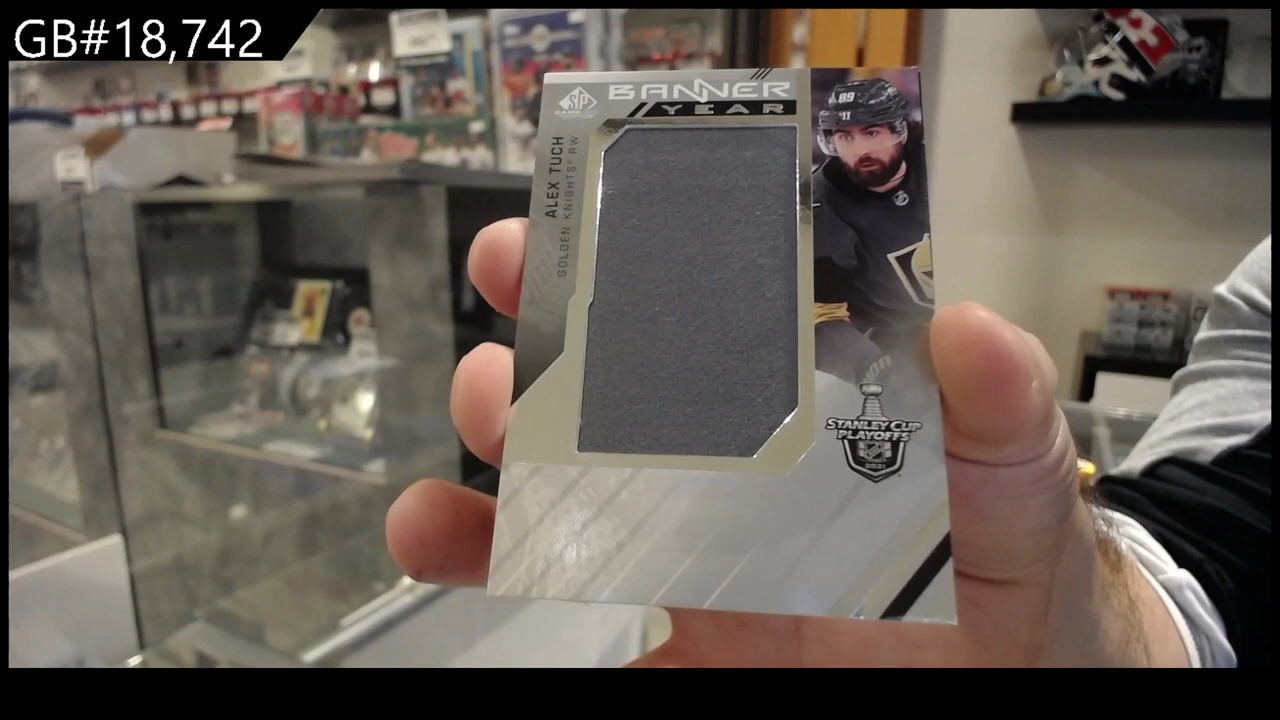 GB#18,742
SP
BANNER
YEAR
ALEX TUCH
GOLDEN KNIGHTS® RW
89
STANLEY CUP
PLAYOFFS
2021